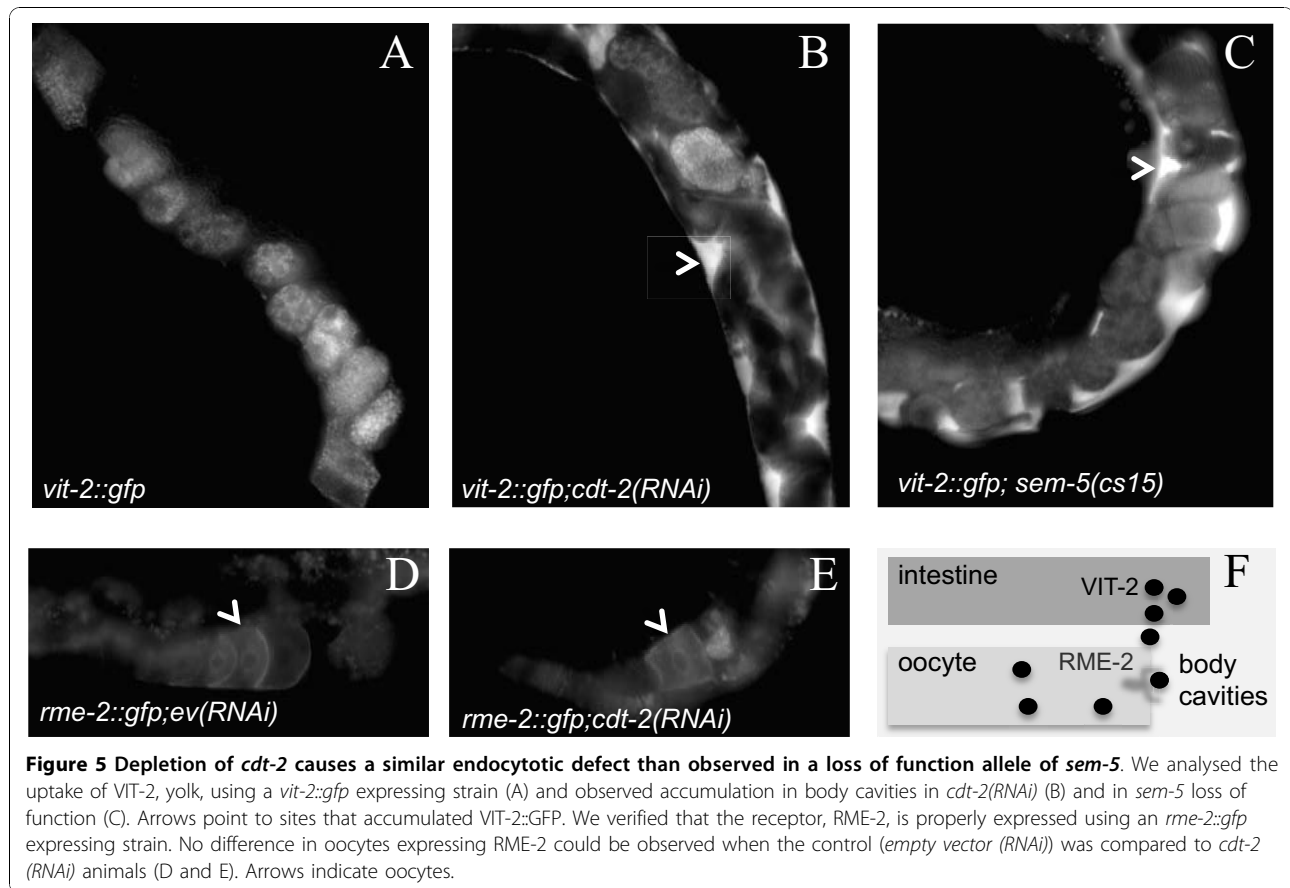 A
B
C
vit-2::gfp
vit-2::gfp;cdt-2(RNAi)
vit-2::gfp; sem-5(cs15)
D
E
F
rme-2::gfp;ev(RNAi)
rme-2::gfp;cdt-2(RNAi)
intestine
VIT-2
oocyte
RME-2
body
cavities
Figure 5 Depletion of cdt-2 causes a similar endocytotic defect than observed in a loss of function allele of sem-5. We analysed the
uptake of VIT-2, yolk, using a vit-2::gfp expressing strain (A) and observed accumulation in body cavities in cdt-2(RNAi) (B) and in sem-5 loss of
function (C). Arrows point to sites that accumulated VIT-2::GFP. We verified that the receptor, RME-2, is properly expressed using an rme-2::gfp
expressing strain. No difference in oocytes expressing RME-2 could be observed when the control (empty vector (RNAi)) was compared to cdt-2
(RNAi) animals (D and E). Arrows indicate oocytes.